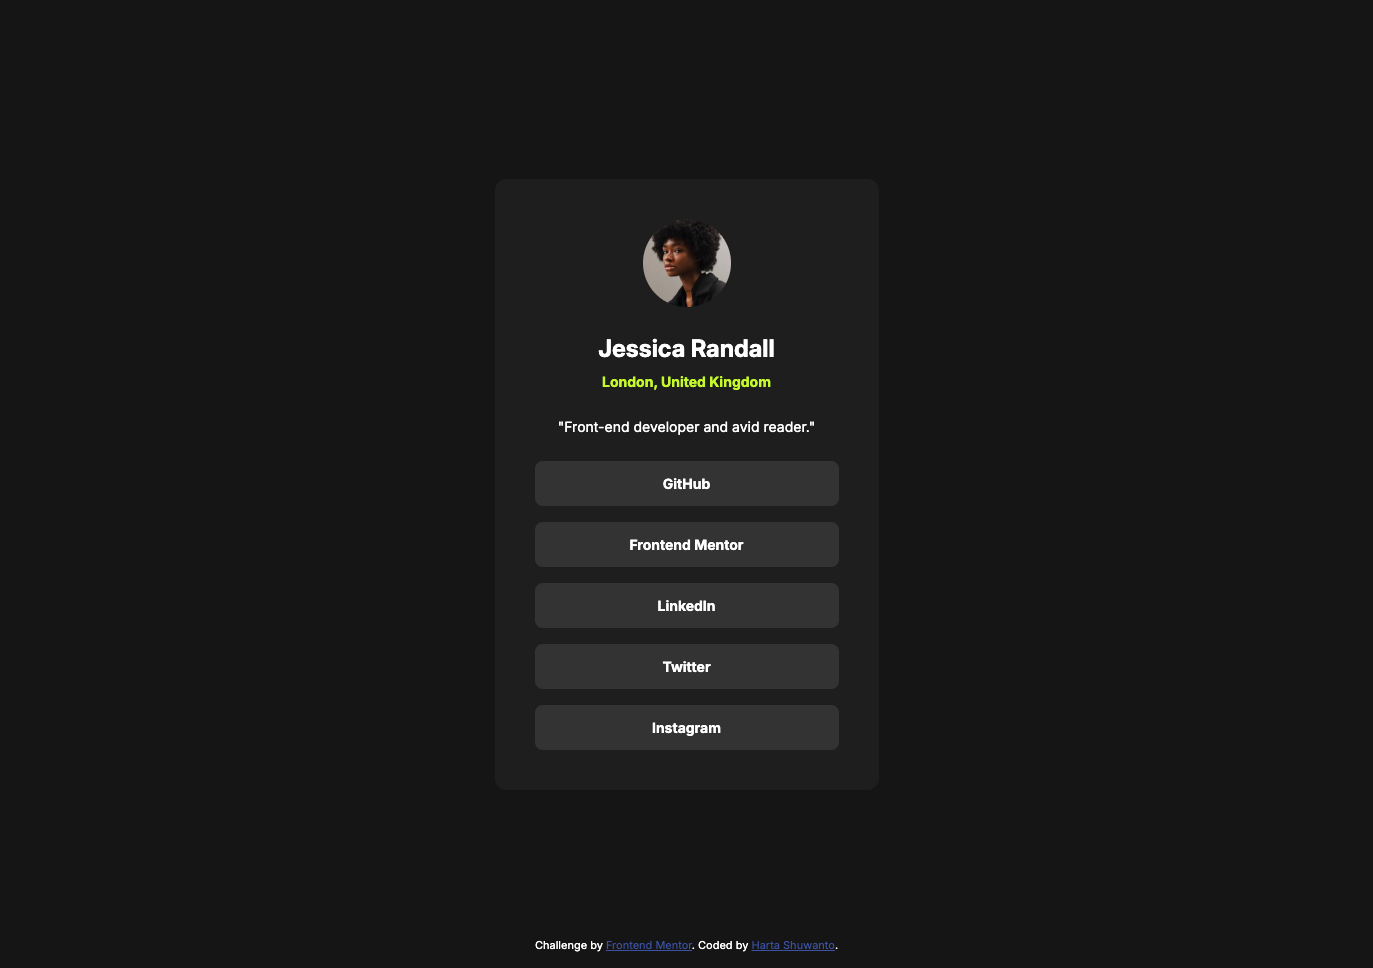 Jessica Randall
London, United Kingdom
"Front-end developer and avid reader."
GitHub
Frontend Mentor
LinkedIn
Twitter
Instagram
Challenge by Frontend Mentor. Coded by Harta Shuwanto.